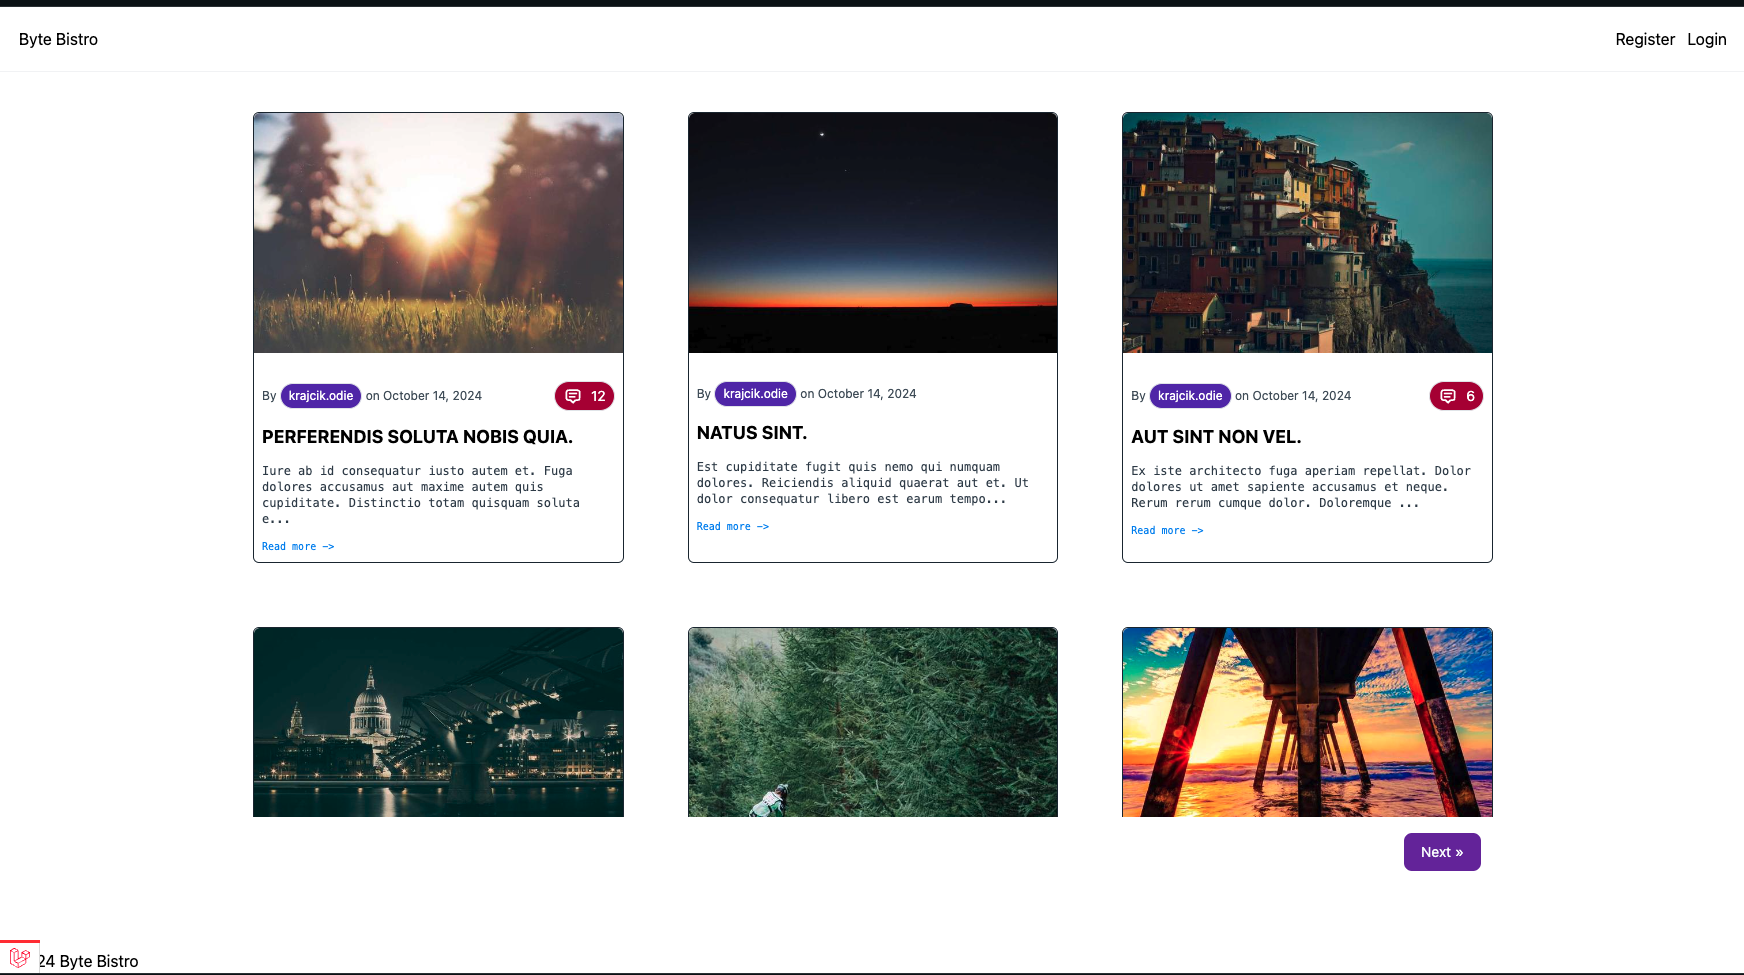 Byte Bistro
Register Login
By krajcik.odie on October 14, 2024 12
PERFERENDIS SOLUTA NOBIS QUIA.
Iure ab id consequatur iusto autem et. Fuga
dolores accusamus aut maxime autem quis
cupiditate. Distinctio totam quisquam soluta
e...
Read more ->
By krajcik.odie on October 14, 2024
NATUS SINT.
Est cupiditate fugit quis nemo qui numquam
dolores. Reiciendis aliquid quaerat aut et. Ut
dolor consequatur libero est earum tempo...
Read more ->
By krajcik.odie on October 14, 2024 6
AUT SINT NON VEL.
Ex iste architecto fuga aperiam repellat. Dolor
dolores ut amet sapiente accusamus et neque.
Rerum rerum cumque dolor. Doloremque ...
Read more ->
Next »
24 Byte Bistro